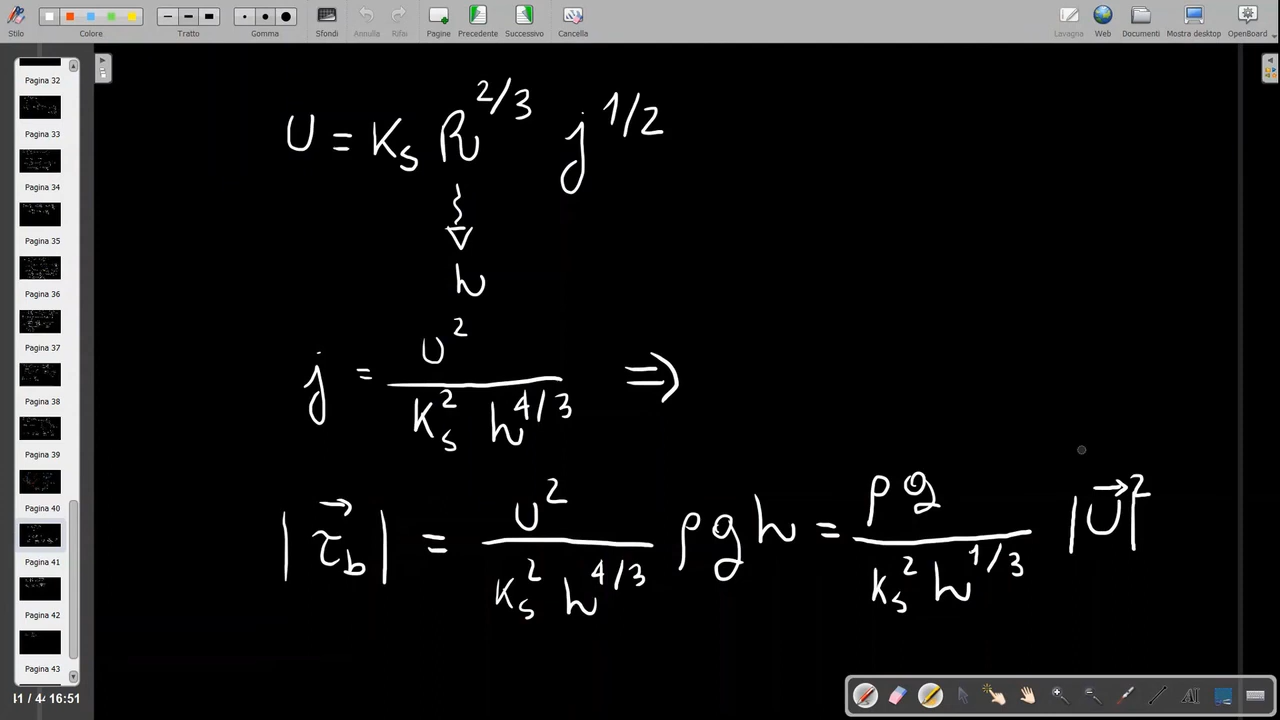 Stilo Colore Tratto Gomma Sfondi Annulla Rifai Pagine Precedente Successivo Cancella Lavagna Web Documenti Mostra desktop OpenBoard
Pagina 32
Pagina 33
Pagina 34
Pagina 35
Pagina 36
Pagina 37
Pagina 38
Pagina 39
Pagina 40
Pagina 41
Pagina 42
Pagina 43
16:51
U = Ks R^2/3 j^1/2
h
j = U^2 / (Ks^2 h^4/3) ⇒
|τ⃗b| = U^2 / (Ks^2 h^4/3) ρgh = ρg / (Ks^2 h^1/3) |U⃗|^2